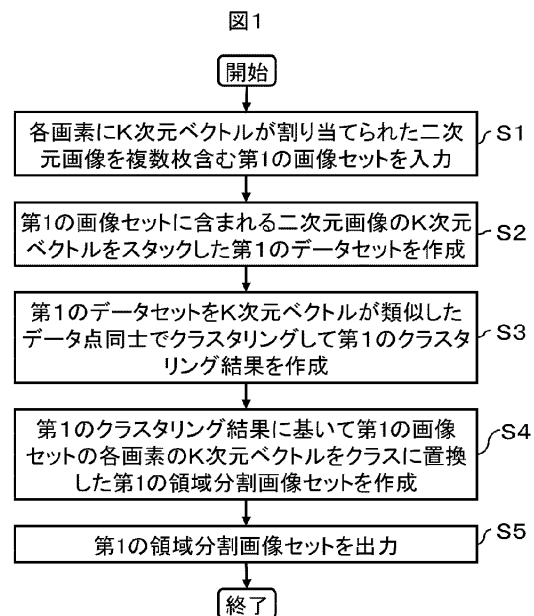 図1
開始
各画素にK次元ベクトルが割り当てられた二次
元画像を複数枚含む第1の画像セットを入力
S1
第1の画像セットに含まれる二次元画像のK次元
ベクトルをスタックした第1のデータセットを作成
S2
第1のデータセットをK次元ベクトルが類似した
データ点同士でクラスタリングして第1のクラスタ
リング結果を作成
S3
第1のクラスタリング結果に基いて第1の画像
セットの各画素のK次元ベクトルをクラスに置換
した第1の領域分割画像セットを作成
S4
第1の領域分割画像セットを出力
S5
終了